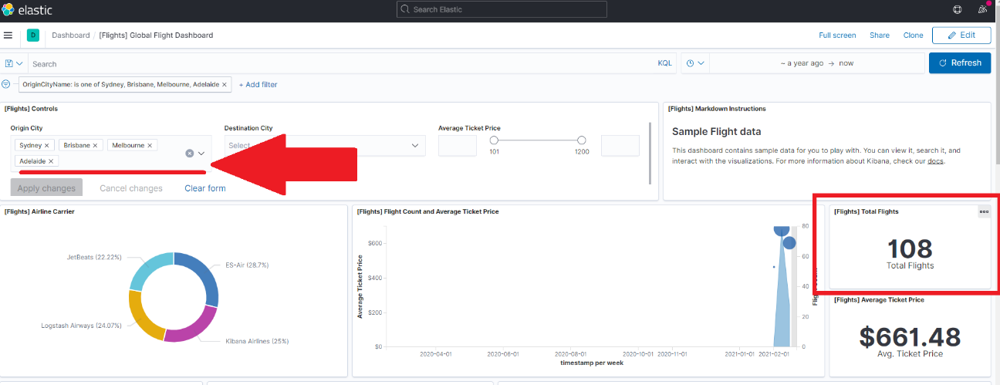 elastic
Search Elastic
D
Dashboard
[Flights] Global Flight Dashboard
Full screen
Share
Clone
Edit
Search
KQL
~ a year ago → now
Refresh
OriginCityName: is one of Sydney, Brisbane, Melbourne, Adelaide ×
+ Add filter
[Flights] Controls
Origin City
Sydney ×
Brisbane ×
Melbourne ×
Adelaide ×
Destination City
Select
Average Ticket Price
101
1200
Apply changes
Cancel changes
Clear form
[Flights] Markdown Instructions
Sample Flight data
This dashboard contains sample data for you to play with. You can view it, search it, and
interact with the visualizations. For more information about Kibana, check our docs.
[Flights] Airline Carrier
JetBeats (22.22%)
ES-Air (28.7%)
Logstash Airways (24.07%)
Kibana Airlines (25%)
[Flights] Flight Count and Average Ticket Price
Average Ticket Price
$600
$400
$200
$0
80
60
40
20
0
2020-04-01
2020-06-01
2020-08-01
2020-10-01
2020-11-01
2021-01-01
2021-02-01
timestamp per week
[Flights] Total Flights
108
Total Flights
[Flights] Average Ticket Price
$661.48
Avg. Ticket Price